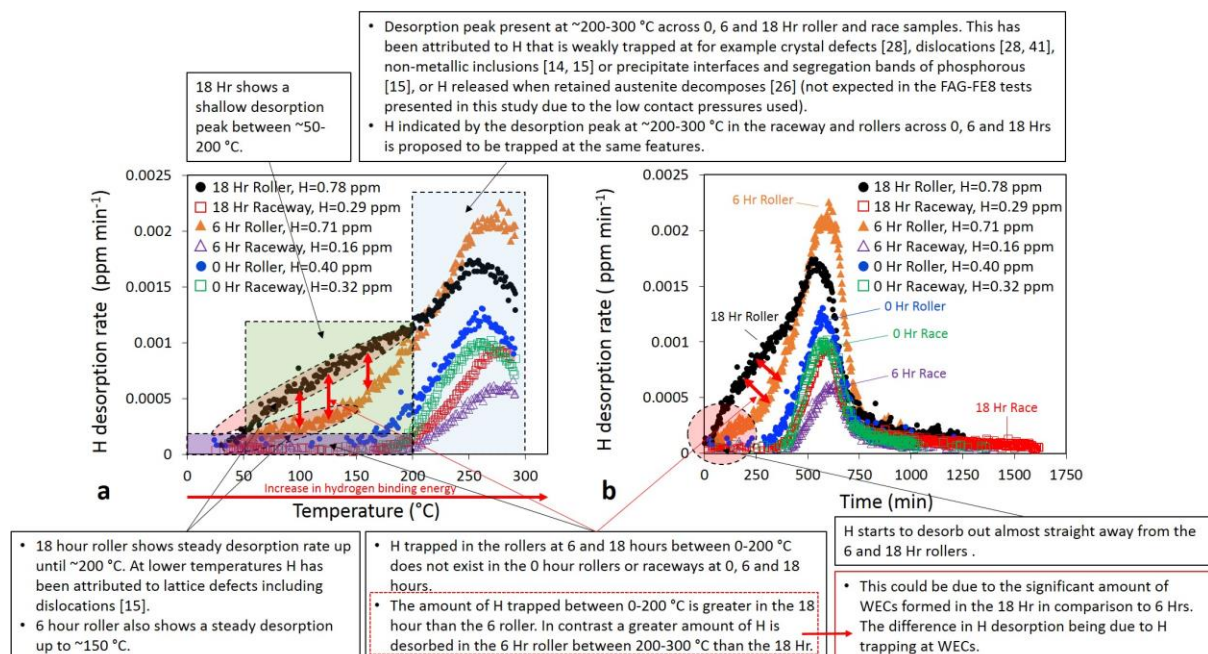 • Desorption peak present at ~200-300 °C across 0, 6 and 18 Hr roller and race samples. This has
been attributed to H that is weakly trapped at for example crystal defects [28], dislocations [28, 41],
non-metallic inclusions [14, 15] or precipitate interfaces and segregation bands of phosphorous
[15], or H released when retained austenite decomposes [26] (not expected in the FAG-FE8 tests
presented in this study due to the low contact pressures used).
• H indicated by the desorption peak at ~200-300 °C in the raceway and rollers across 0, 6 and 18 Hrs
is proposed to be trapped at the same features.
18 Hr shows a
shallow desorption
peak between ~50-
200 °C.
0.0025
0.002
0.0015
0.001
0.0005
0
H desorption rate (ppm min⁻¹)
18 Hr Roller, H=0.78 ppm
18 Hr Raceway, H=0.29 ppm
6 Hr Roller, H=0.71 ppm
6 Hr Raceway, H=0.16 ppm
0 Hr Roller, H=0.40 ppm
0 Hr Raceway, H=0.32 ppm
0 50 100 150 200 250 300
a
Increase in hydrogen binding energy
Temperature (°C)
0.0025
0.002
0.0015
0.001
0.0005
0
H desorption rate ( ppm min⁻¹)
6 Hr Roller
18 Hr Roller, H=0.78 ppm
18 Hr Raceway, H=0.29 ppm
6 Hr Roller, H=0.71 ppm
6 Hr Raceway, H=0.16 ppm
0 Hr Roller, H=0.40 ppm
0 Hr Raceway, H=0.32 ppm
18 Hr Roller
0 Hr Roller
0 Hr Race
6 Hr Race
18 Hr Race
0 250 500 750 1000 1250 1500 1750
b
Time (min)
• 18 hour roller shows steady desorption rate up
until ~200 °C. At lower temperatures H has
been attributed to lattice defects including
dislocations [15].
• 6 hour roller also shows a steady desorption
up to ~150 °C.
• H trapped in the rollers at 6 and 18 hours between 0-200 °C
does not exist in the 0 hour rollers or raceways at 0, 6 and 18
hours.
• The amount of H trapped between 0-200 °C is greater in the 18
hour than the 6 roller. In contrast a greater amount of H is
desorbed in the 6 Hr roller between 200-300 °C than the 18 Hr.
H starts to desorb out almost straight away from the
6 and 18 Hr rollers .
• This could be due to the significant amount of
WECs formed in the 18 Hr in comparison to 6 Hrs.
The difference in H desorption being due to H
trapping at WECs.